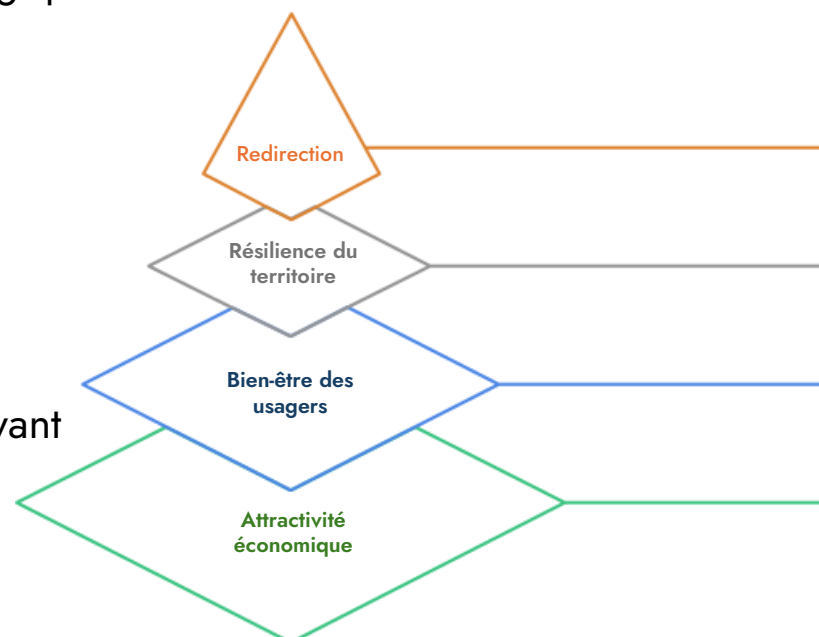 Redirection
Résilience du
territoire
Bien-être des
usagers
vant
Attractivité
économique